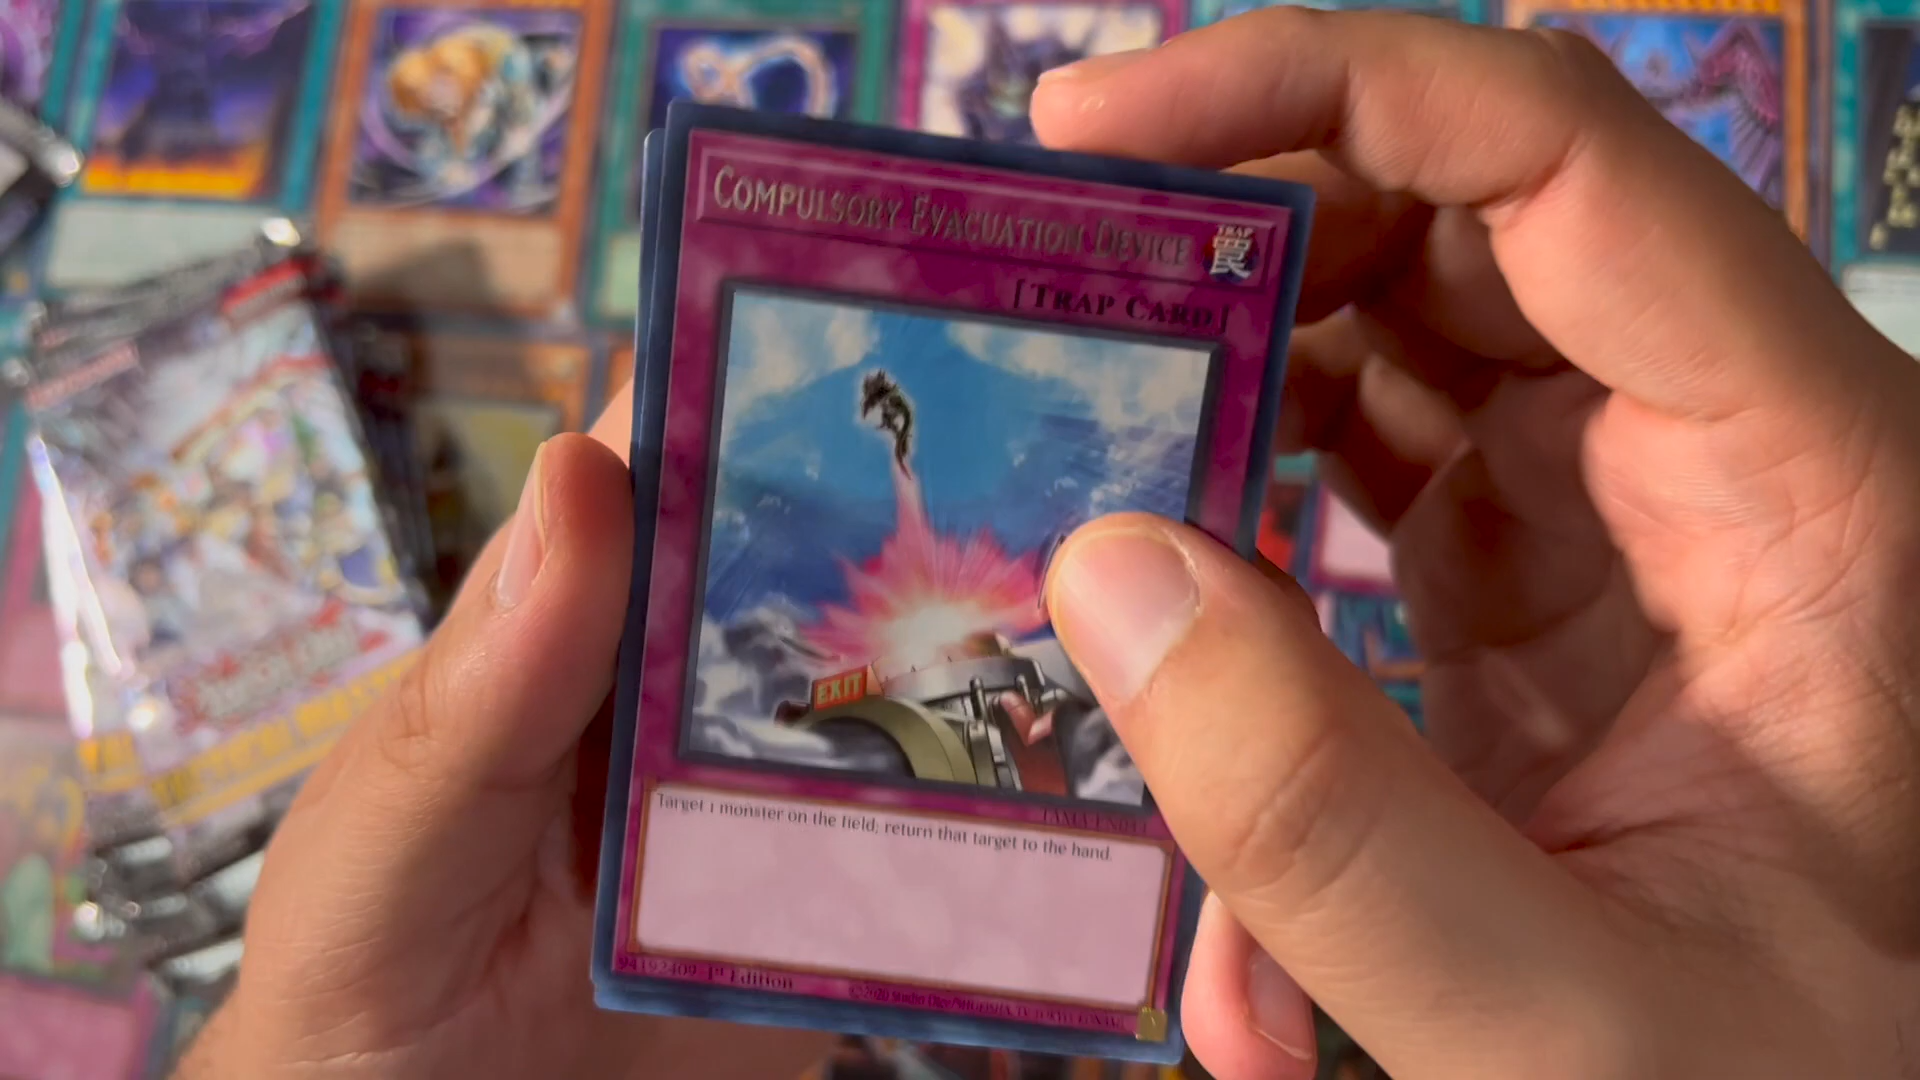 COMPULSORY EVACUATION DEVICE
TRAP
罠
[TRAP CARD]
EXIT
Target 1 monster on the field; return that target to the hand.
94192409 1st Edition